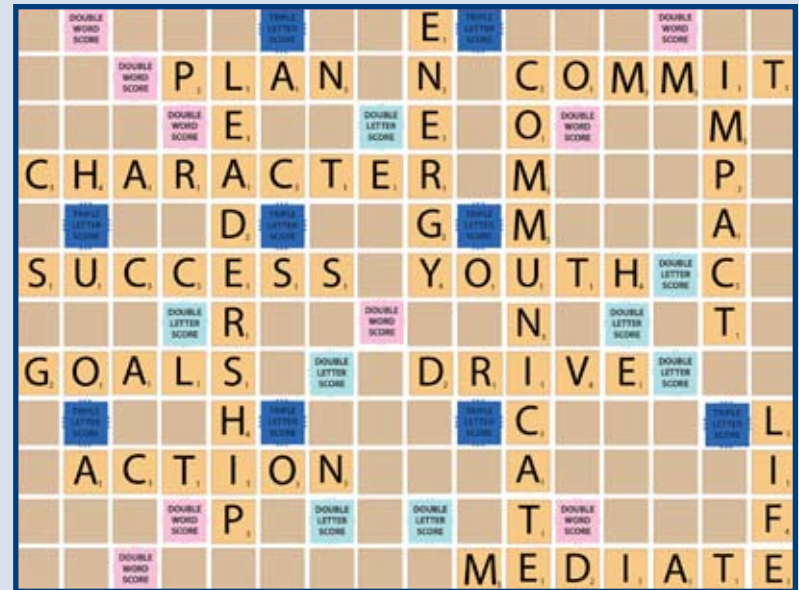 DOUBLE WORD SCORE TRIPLE LETTER SCORE E TRIPLE LETTER SCORE DOUBLE WORD SCORE
DOUBLE WORD SCORE PLAN N COMMIT
DOUBLE WORD SCORE E DOUBLE LETTER SCORE E O DOUBLE WORD SCORE M
CHARACTER M P
TRIPLE LETTER SCORE D TRIPLE LETTER SCORE G TRIPLE LETTER SCORE M A
SUCCESS YOUTH DOUBLE LETTER SCORE C
DOUBLE LETTER SCORE R DOUBLE WORD SCORE N DOUBLE LETTER SCORE T
GOALS DOUBLE LETTER SCORE DRIVE DOUBLE LETTER SCORE
TRIPLE LETTER SCORE H TRIPLE LETTER SCORE TRIPLE LETTER SCORE C TRIPLE LETTER SCORE L
ACTION A I
DOUBLE WORD SCORE P DOUBLE LETTER SCORE DOUBLE LETTER SCORE T DOUBLE WORD SCORE F
DOUBLE WORD SCORE MEDIATE